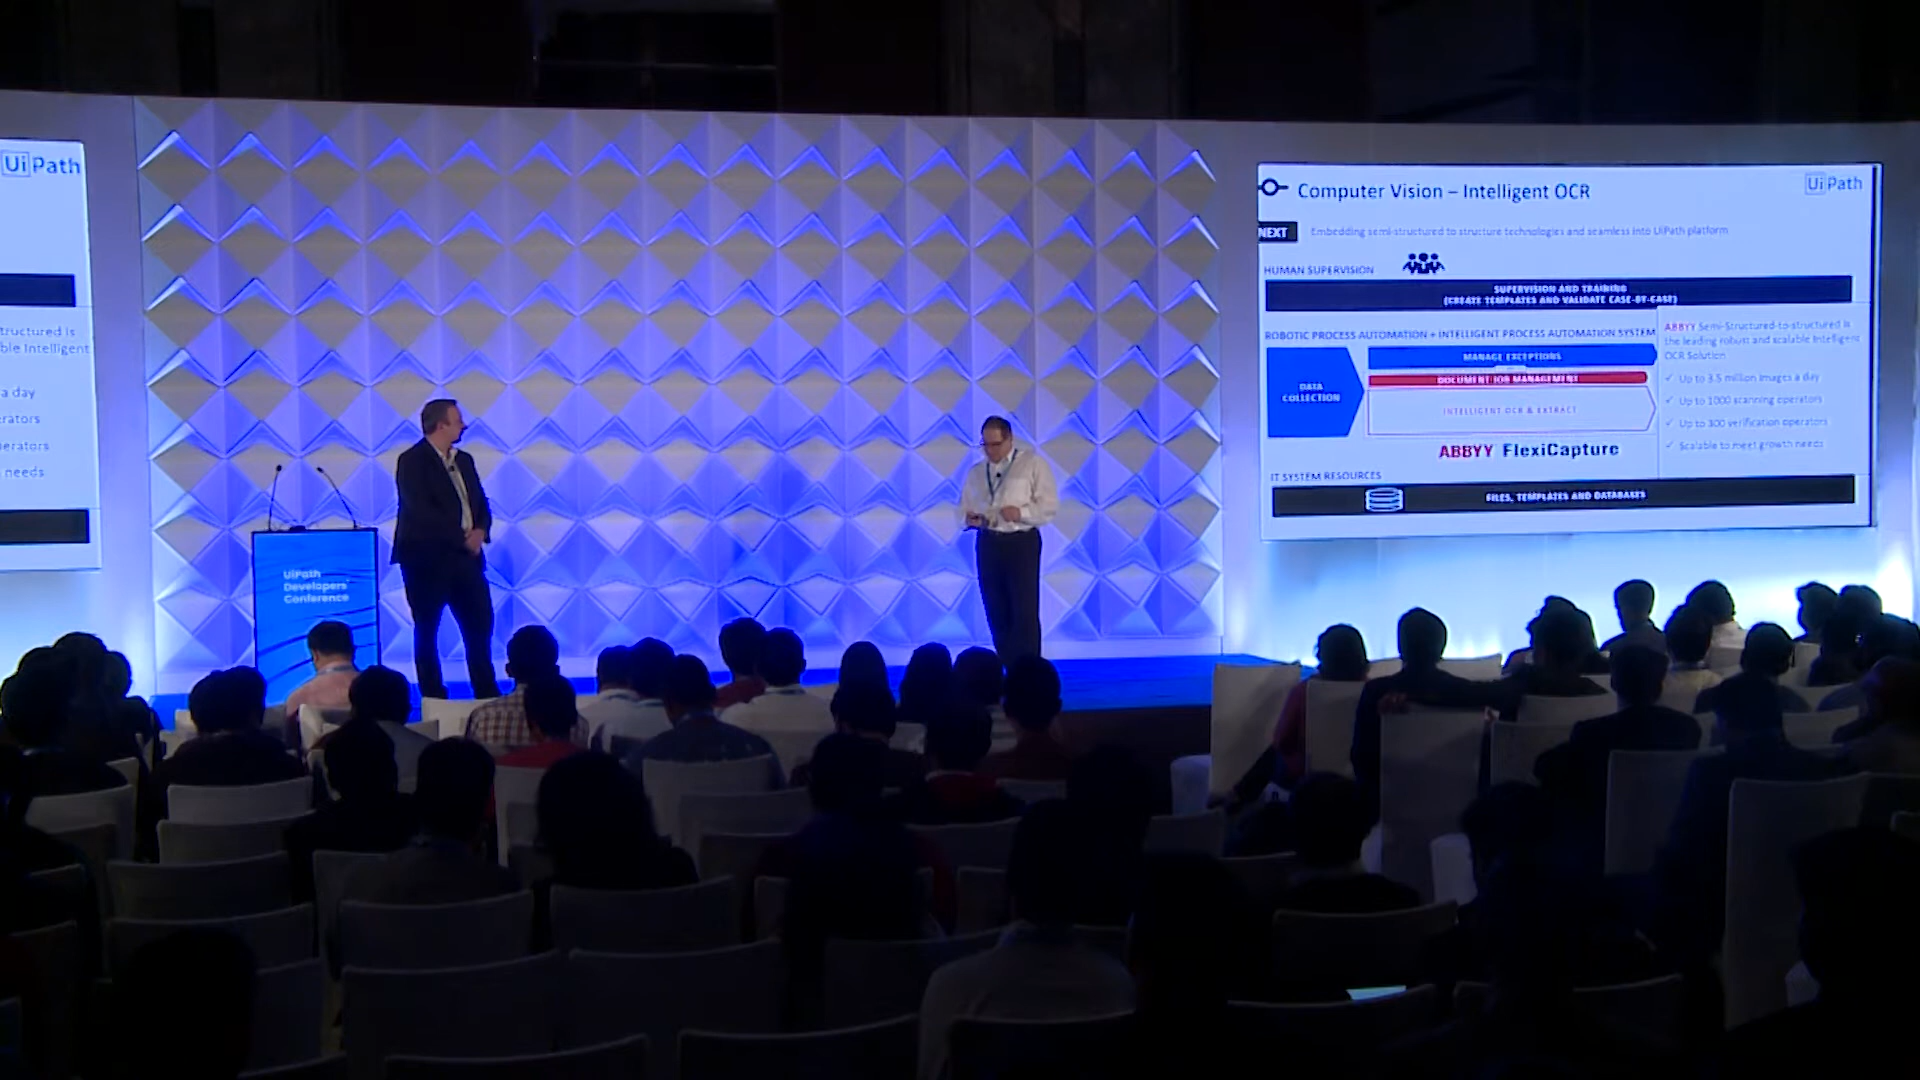 UiPath
tructured is
ble Intelligent
a day
rators
erators
needs
UiPath
Developers'
Conference
Computer Vision – Intelligent OCR
UiPath
NEXT
Embedding semi-structured to structure technologies and seamless into UiPath platform
HUMAN SUPERVISION
SUPERVISION AND TRAINING
(CREATE TEMPLATES AND VALIDATE CASE-BY-CASE)
ROBOTIC PROCESS AUTOMATION + INTELLIGENT PROCESS AUTOMATION SYSTEM
DATA
COLLECTION
MANAGE EXCEPTIONS
DOCUMENT JOB MANAGEMENT
INTELLIGENT OCR & EXTRACT
ABBYY FlexiCapture
ABBYY Semi-Structured-to-structured is
the leading robust and scalable Intelligent
OCR Solution
✓ Up to 3.5 million images a day
✓ Up to 1000 scanning operators
✓ Up to 300 verification operators
✓ Scalable to meet growth needs
IT SYSTEM RESOURCES
FILES, TEMPLATES AND DATABASES